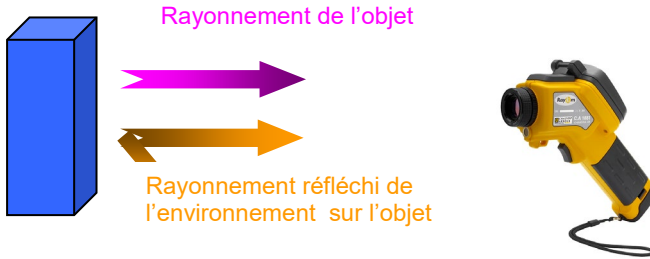 Rayonnement de l’objet
Rayonnement réfléchi de
l’environnement sur l’objet